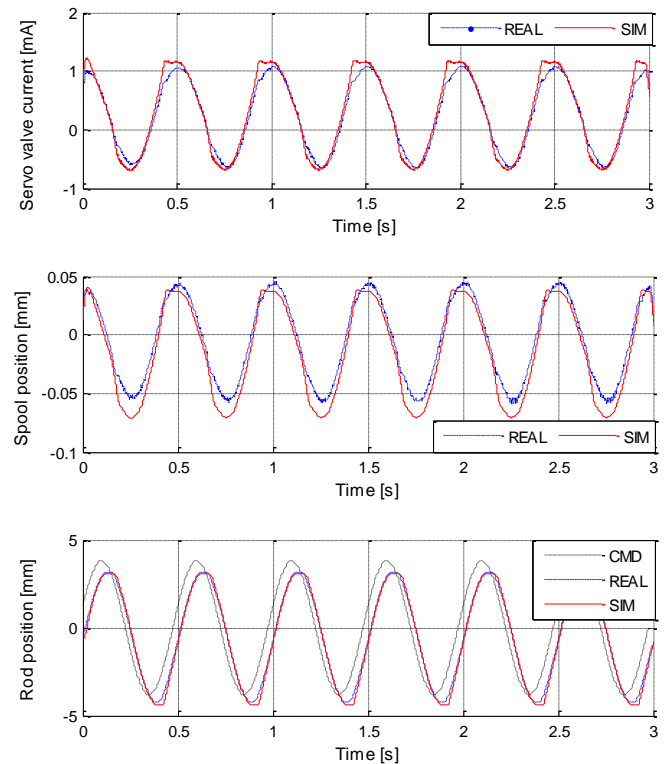 2
1
0
-1
Servo valve current [mA]
REAL
SIM
0
0.5
1
1.5
2
2.5
3
Time [s]
0.05
0
-0.05
-0.1
Spool position [mm]
REAL
SIM
0
0.5
1
1.5
2
2.5
3
Time [s]
5
0
-5
Rod position [mm]
CMD
REAL
SIM
0
0.5
1
1.5
2
2.5
3
Time [s]